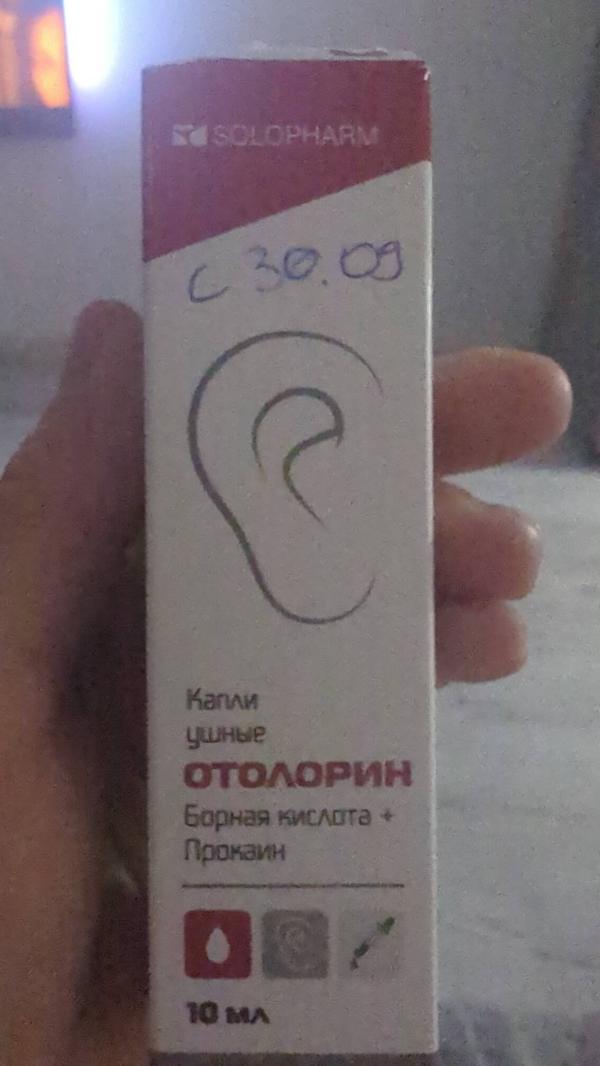 SOLOPHARM
с 30.09
Капли
ушные
ОТОЛОРИН
Борная кислота +
Прокаин
10 мл